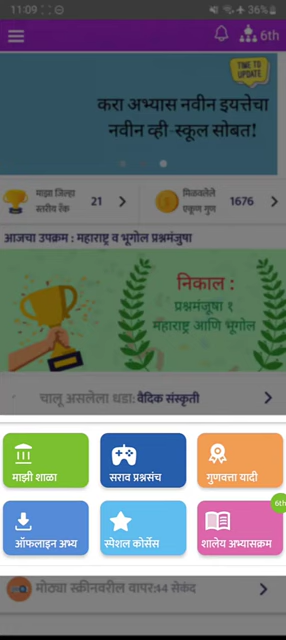 11:09
36%
6th
TIME TO
UPDATE
करा अभ्यास नवीन इयत्तेचा
नवीन व्ही-स्कूल सोबत!
माझा जिल्हा
स्तरीय रँक
21
मिळवलेले
एकूण गुण
1676
आजचा उपक्रम : महाराष्ट्र व भूगोल प्रश्नमंजुषा
निकाल :
प्रश्नमंजूषा १
महाराष्ट्र आणि भूगोल
चालू असलेला धडा: वैदिक संस्कृती
माझी शाळा
सराव प्रश्नसंच
गुणवत्ता यादी
6th
ऑफलाइन अभ्य
स्पेशल कोर्सेस
शालेय अभ्यासक्रम
मोठ्या स्क्रीनवरील वापर:14 सेकंद